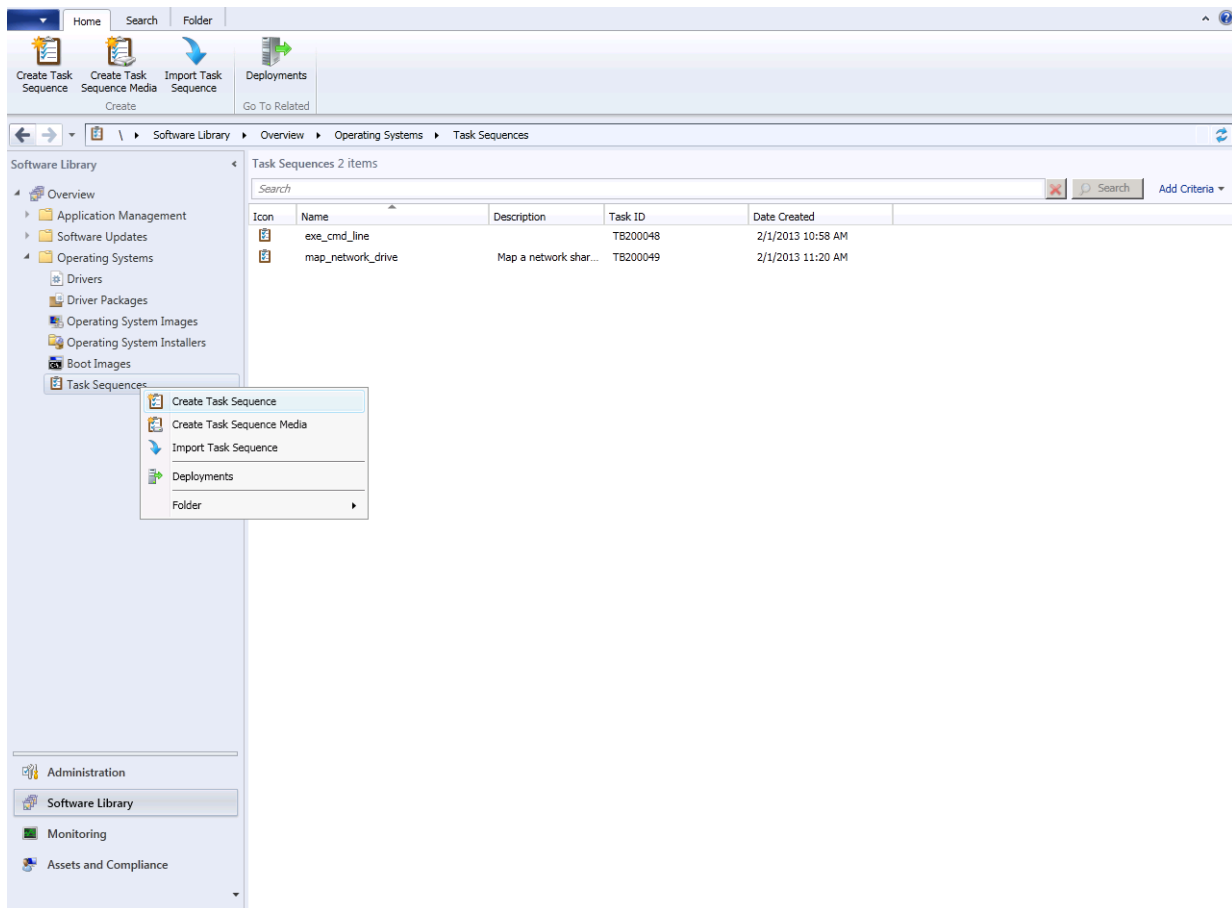 Home Search Folder
Create Task Sequence
Create Task Sequence Media
Import Task Sequence
Deployments
Create
Go To Related
\ Software Library Overview Operating Systems Task Sequences
Software Library
Task Sequences 2 items
Search
Search
Add Criteria
Overview
Application Management
Software Updates
Operating Systems
Drivers
Driver Packages
Operating System Images
Operating System Installers
Boot Images
Task Sequences
Icon Name Description Task ID Date Created
exe_cmd_line TB200048 2/1/2013 10:58 AM
map_network_drive Map a network shar... TB200049 2/1/2013 11:20 AM
Create Task Sequence
Create Task Sequence Media
Import Task Sequence
Deployments
Folder
Administration
Software Library
Monitoring
Assets and Compliance